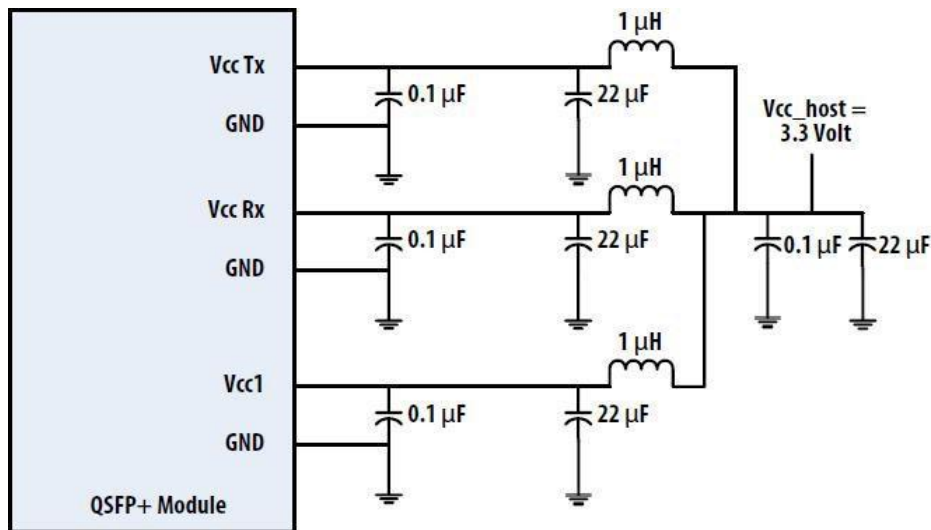 1 µH
Vcc Tx
0.1 µF
22 µF
GND
Vcc_host =
3.3 Volt
1 µH
Vcc Rx
0.1 µF
22 µF
0.1 µF
22 µF
GND
1 µH
Vcc1
0.1 µF
22 µF
GND
QSFP+ Module